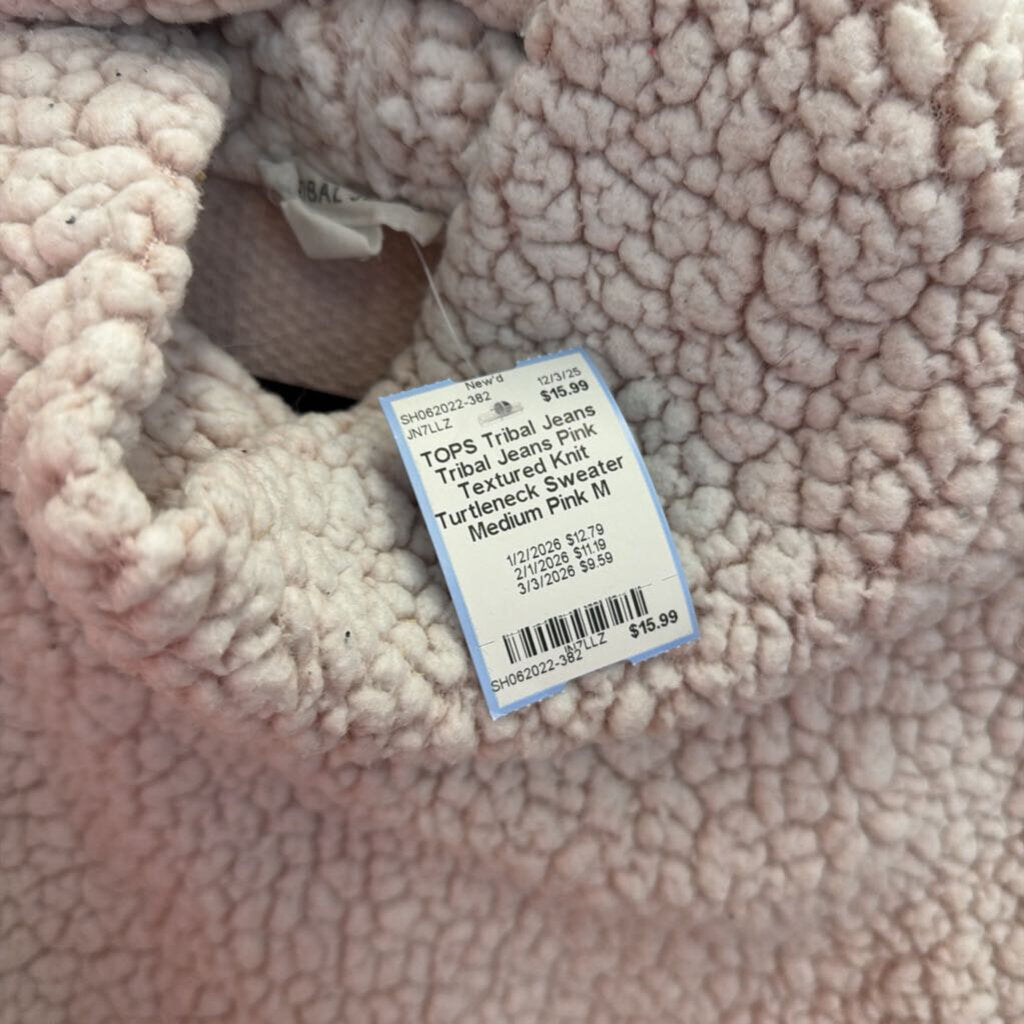 New'd
12/3/25
SH062022-382
$15.99
JN7LLZ
TOPS Tribal Jeans
Tribal Jeans Pink
Textured Knit
Turtleneck Sweater
Medium Pink M
1/2/2026 $12.79
2/1/2026 $11.19
3/3/2026 $9.59
JN7LLZ
$15.99
SH062022-382